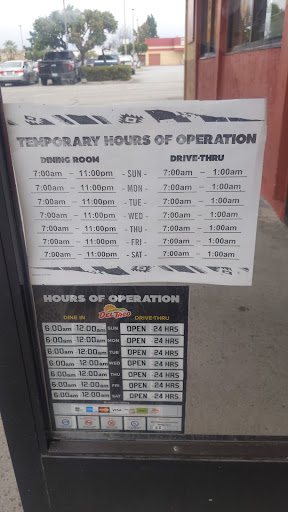 TEMPORARY HOURS OF OPERATION
DINING ROOM DRIVE-THRU
7:00am - 11:00pm - SUN - 7:00am - 1:00am
7:00am - 11:00pm - MON - 7:00am - 1:00am
7:00am - 11:00pm - TUE - 7:00am - 1:00am
7:00am - 11:00pm - WED - 7:00am - 1:00am
7:00am - 11:00pm - THU - 7:00am - 1:00am
7:00am - 11:00pm - FRI - 7:00am - 1:00am
7:00am - 11:00pm - SAT - 7:00am - 1:00am
HOURS OF OPERATION
DINE IN DEL TACO DRIVE-THRU
6:00am 12:00am SUN OPEN 24 HRS
6:00am 12:00am MON OPEN 24 HRS
6:00am 12:00am TUE OPEN 24 HRS
6:00am 12:00am WED OPEN 24 HRS
6:00am 12:00am THU OPEN 24 HRS
6:00am 12:00am FRI OPEN 24 HRS
6:00am 12:00am SAT OPEN 24 HRS